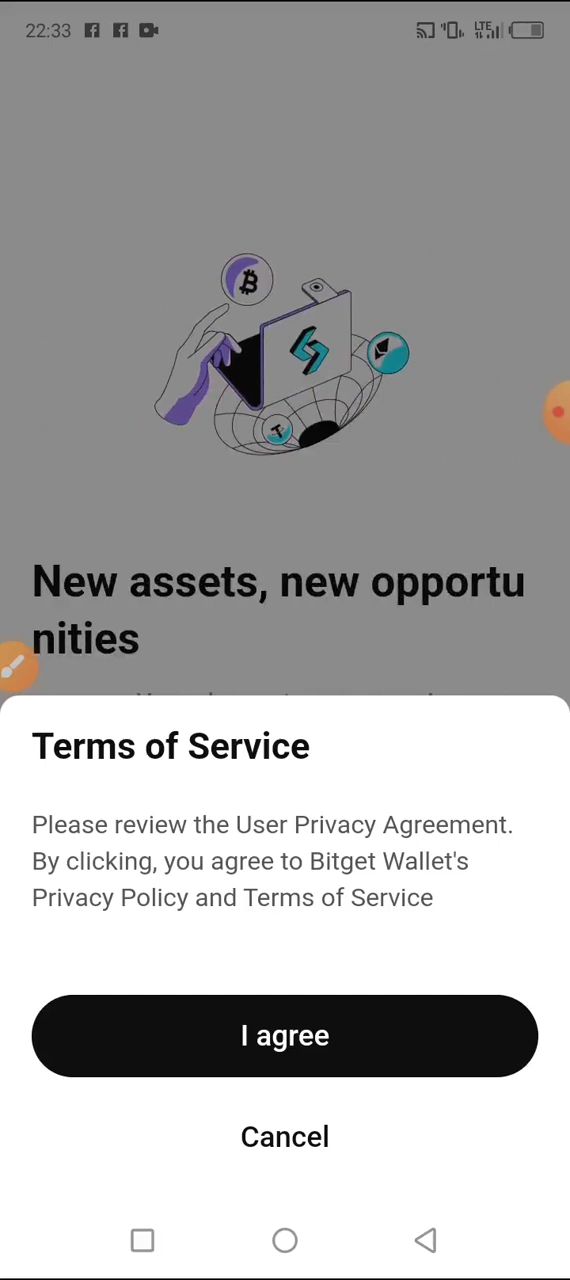 22:33
LTE
New assets, new opportu
nities
Terms of Service
Please review the User Privacy Agreement.
By clicking, you agree to Bitget Wallet's
Privacy Policy and Terms of Service
I agree
Cancel